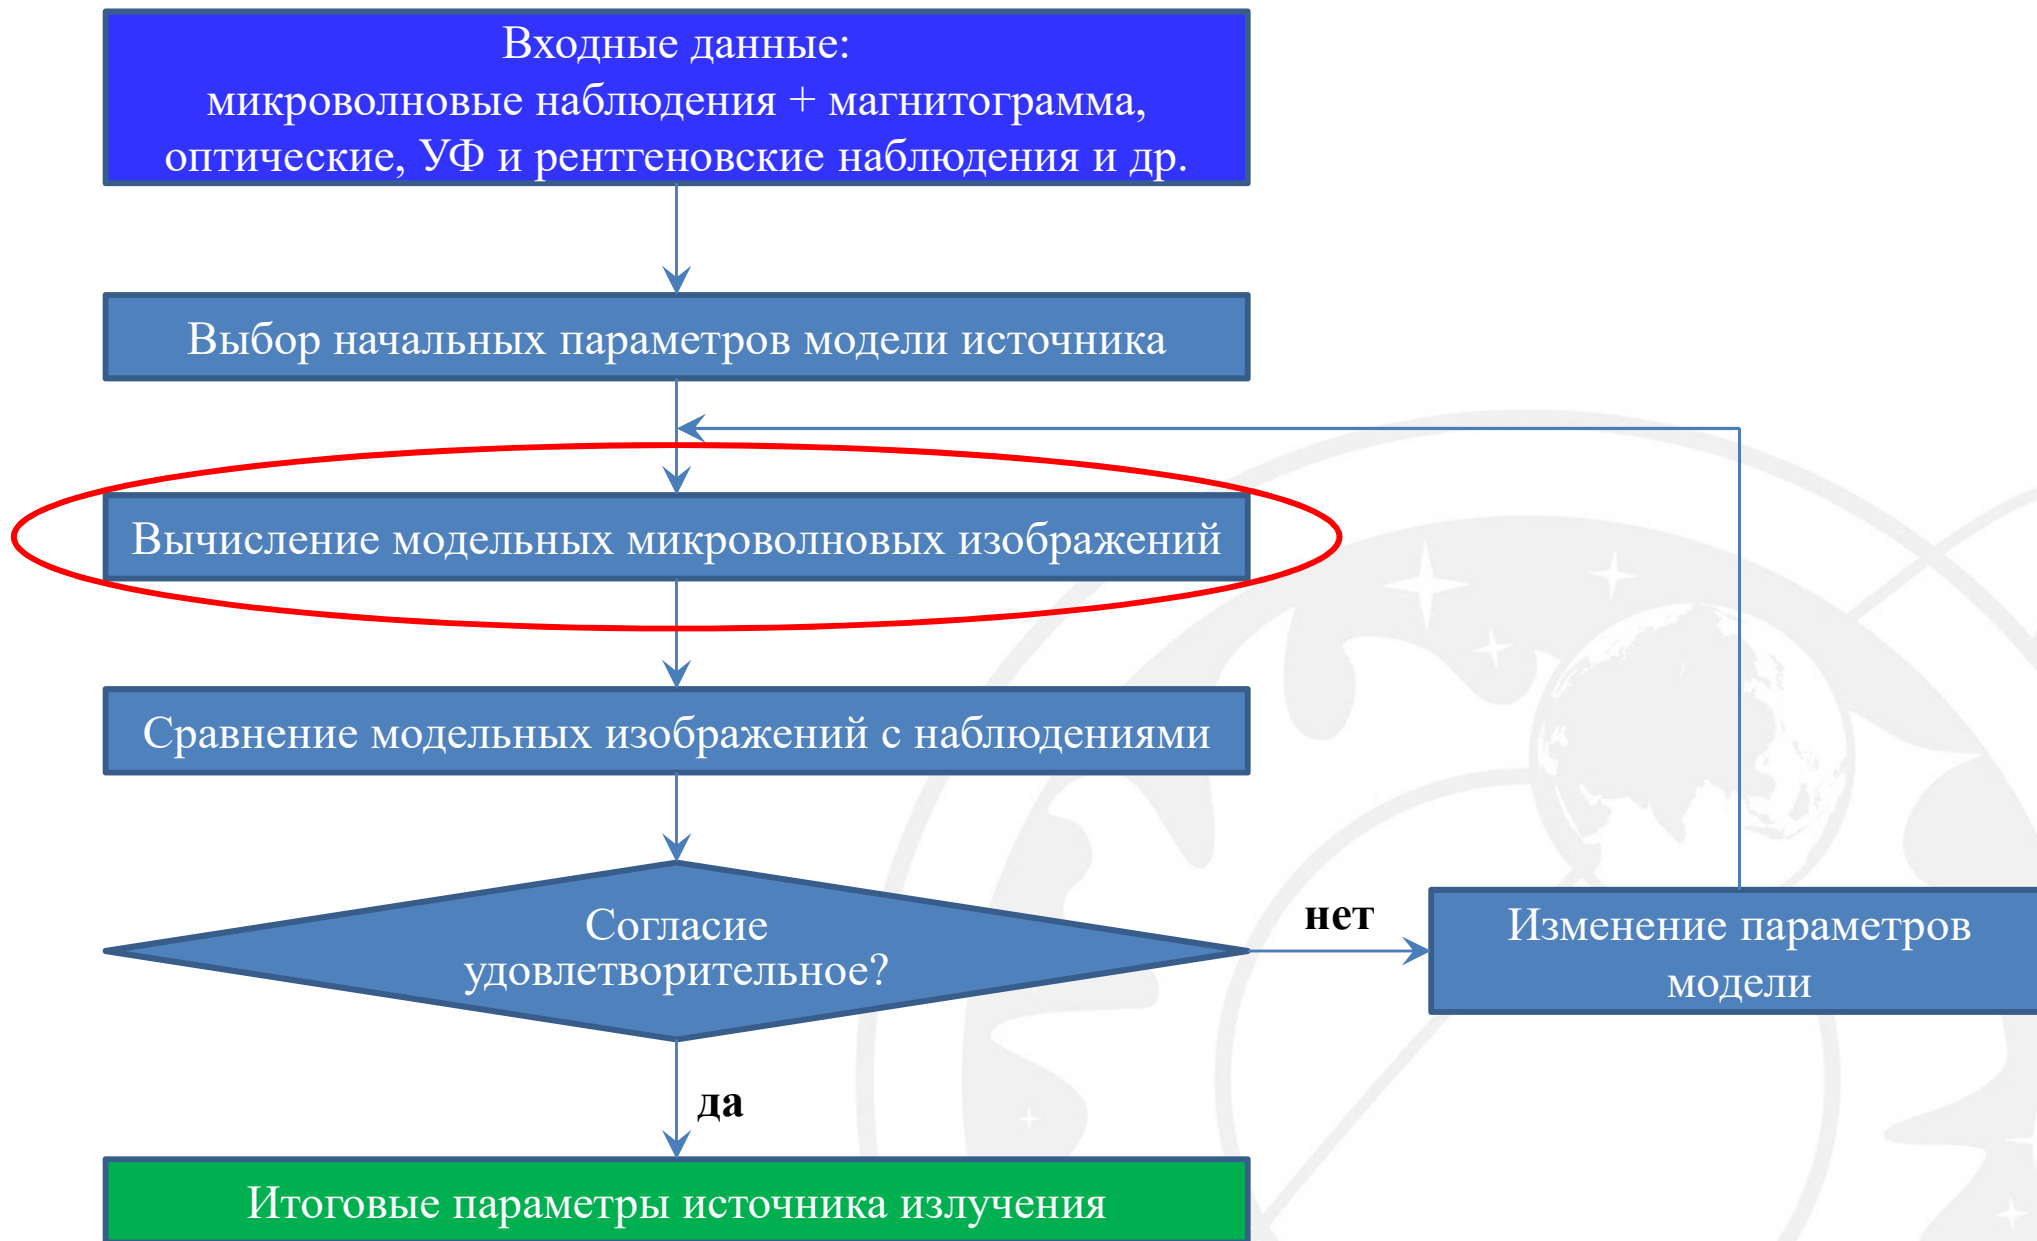 Входные данные:
микроволновые наблюдения + магнитограмма,
оптические, УФ и рентгеновские наблюдения и др.
Выбор начальных параметров модели источника
Вычисление модельных микроволновых изображений
Сравнение модельных изображений с наблюдениями
Согласие
удовлетворительное?
нет
Изменение параметров
модели
да
Итоговые параметры источника излучения